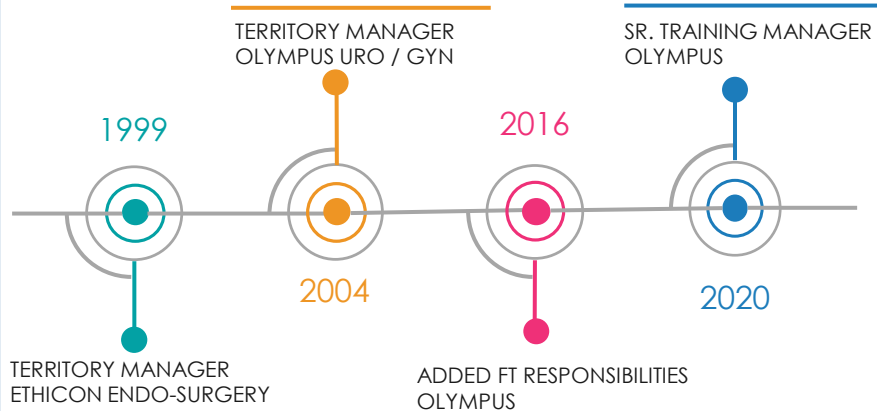 TERRITORY MANAGER
OLYMPUS URO / GYN
SR. TRAINING MANAGER
OLYMPUS
1999
2016
2004
2020
TERRITORY MANAGER
ETHICON ENDO-SURGERY
ADDED FT RESPONSIBILITIES
OLYMPUS